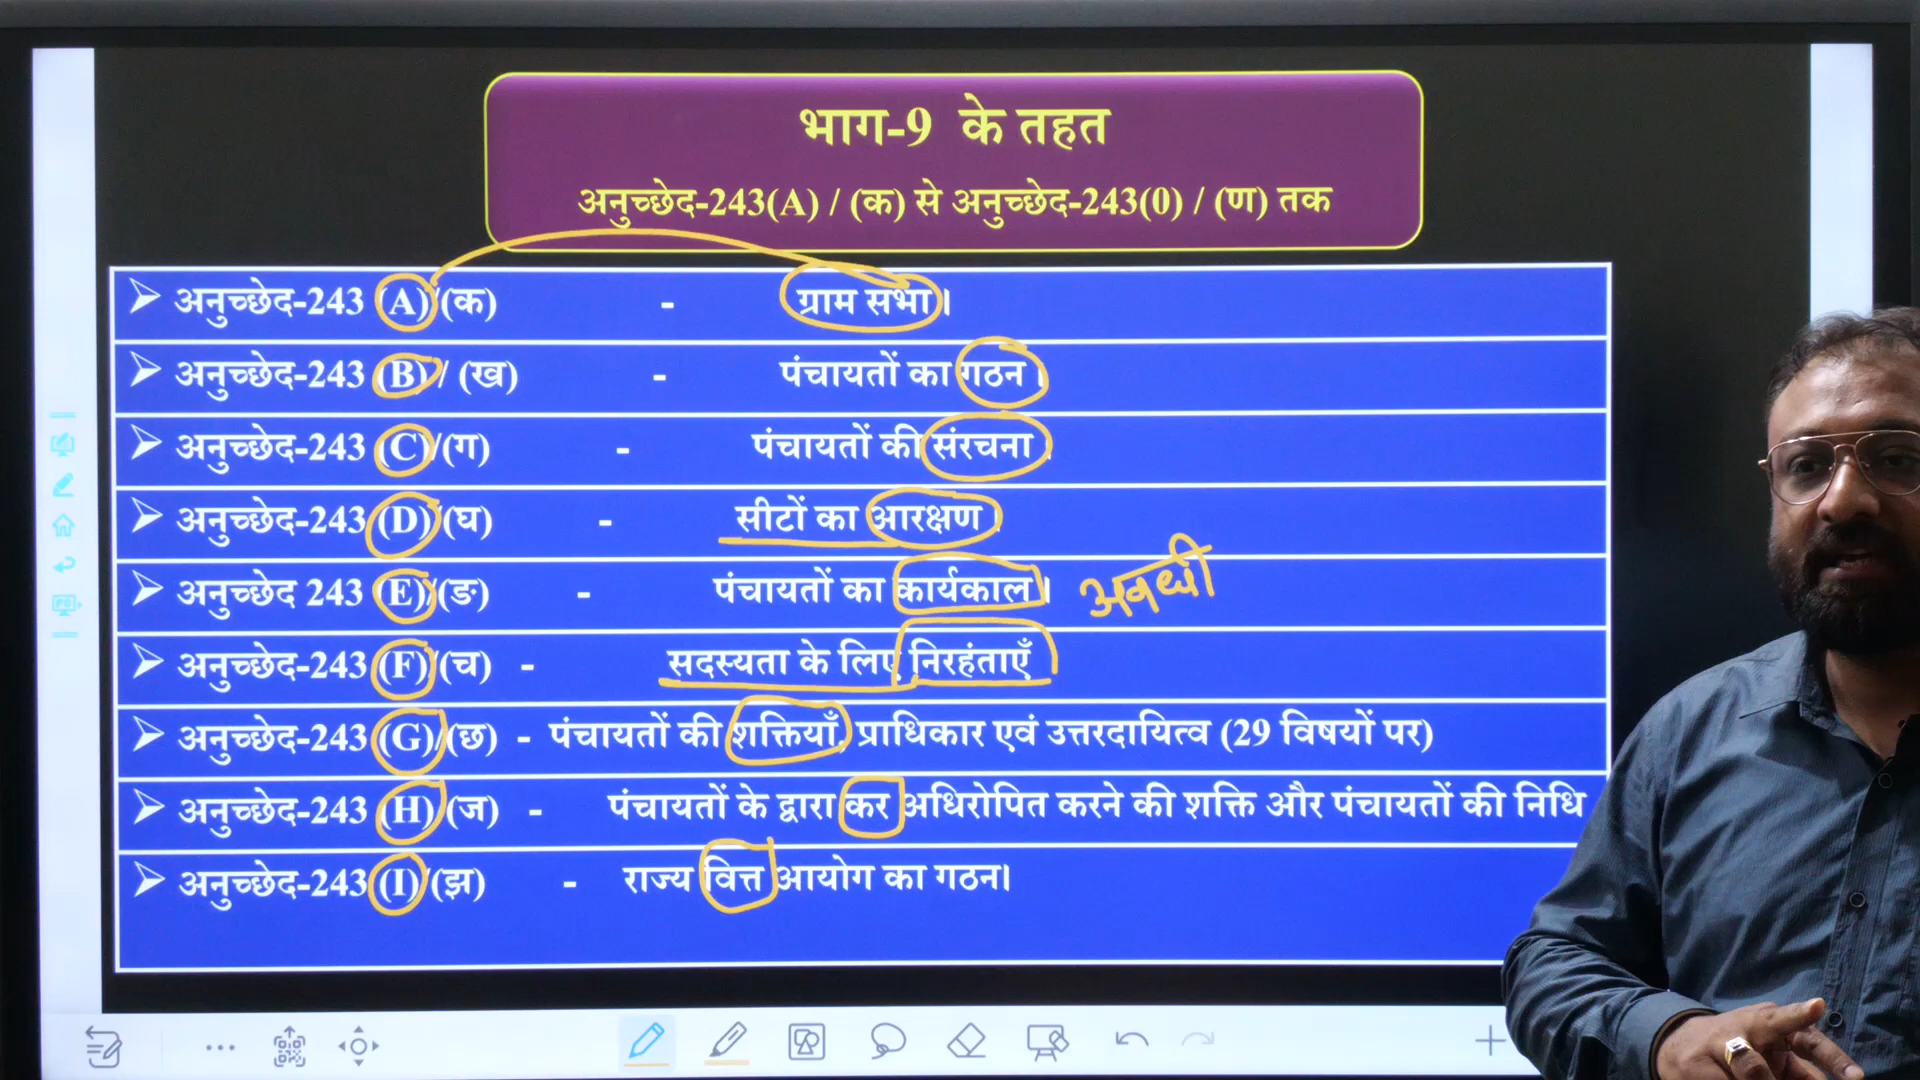 भाग-9 के तहत
अनुच्छेद-243(A) / (क) से अनुच्छेद-243(0) / (ण) तक
➢ अनुच्छेद-243 (A)/(क) - ग्राम सभा।
➢ अनुच्छेद-243 (B) / (ख) - पंचायतों का गठन।
➢ अनुच्छेद-243 (C)/(ग) - पंचायतों की संरचना।
➢ अनुच्छेद-243 (D)/(घ) - सीटों का आरक्षण।
➢ अनुच्छेद 243 (E)/(ङ) - पंचायतों का कार्यकाल। अवधी
➢ अनुच्छेद-243 (F)/(च) - सदस्यता के लिए निरहंताएँ
➢ अनुच्छेद-243 (G)/(छ) - पंचायतों की शक्तियाँ, प्राधिकार एवं उत्तरदायित्व (29 विषयों पर)
➢ अनुच्छेद-243 (H)/(ज) - पंचायतों के द्वारा कर अधिरोपित करने की शक्ति और पंचायतों की निधि
➢ अनुच्छेद-243 (I)/(झ) - राज्य वित्त आयोग का गठन।